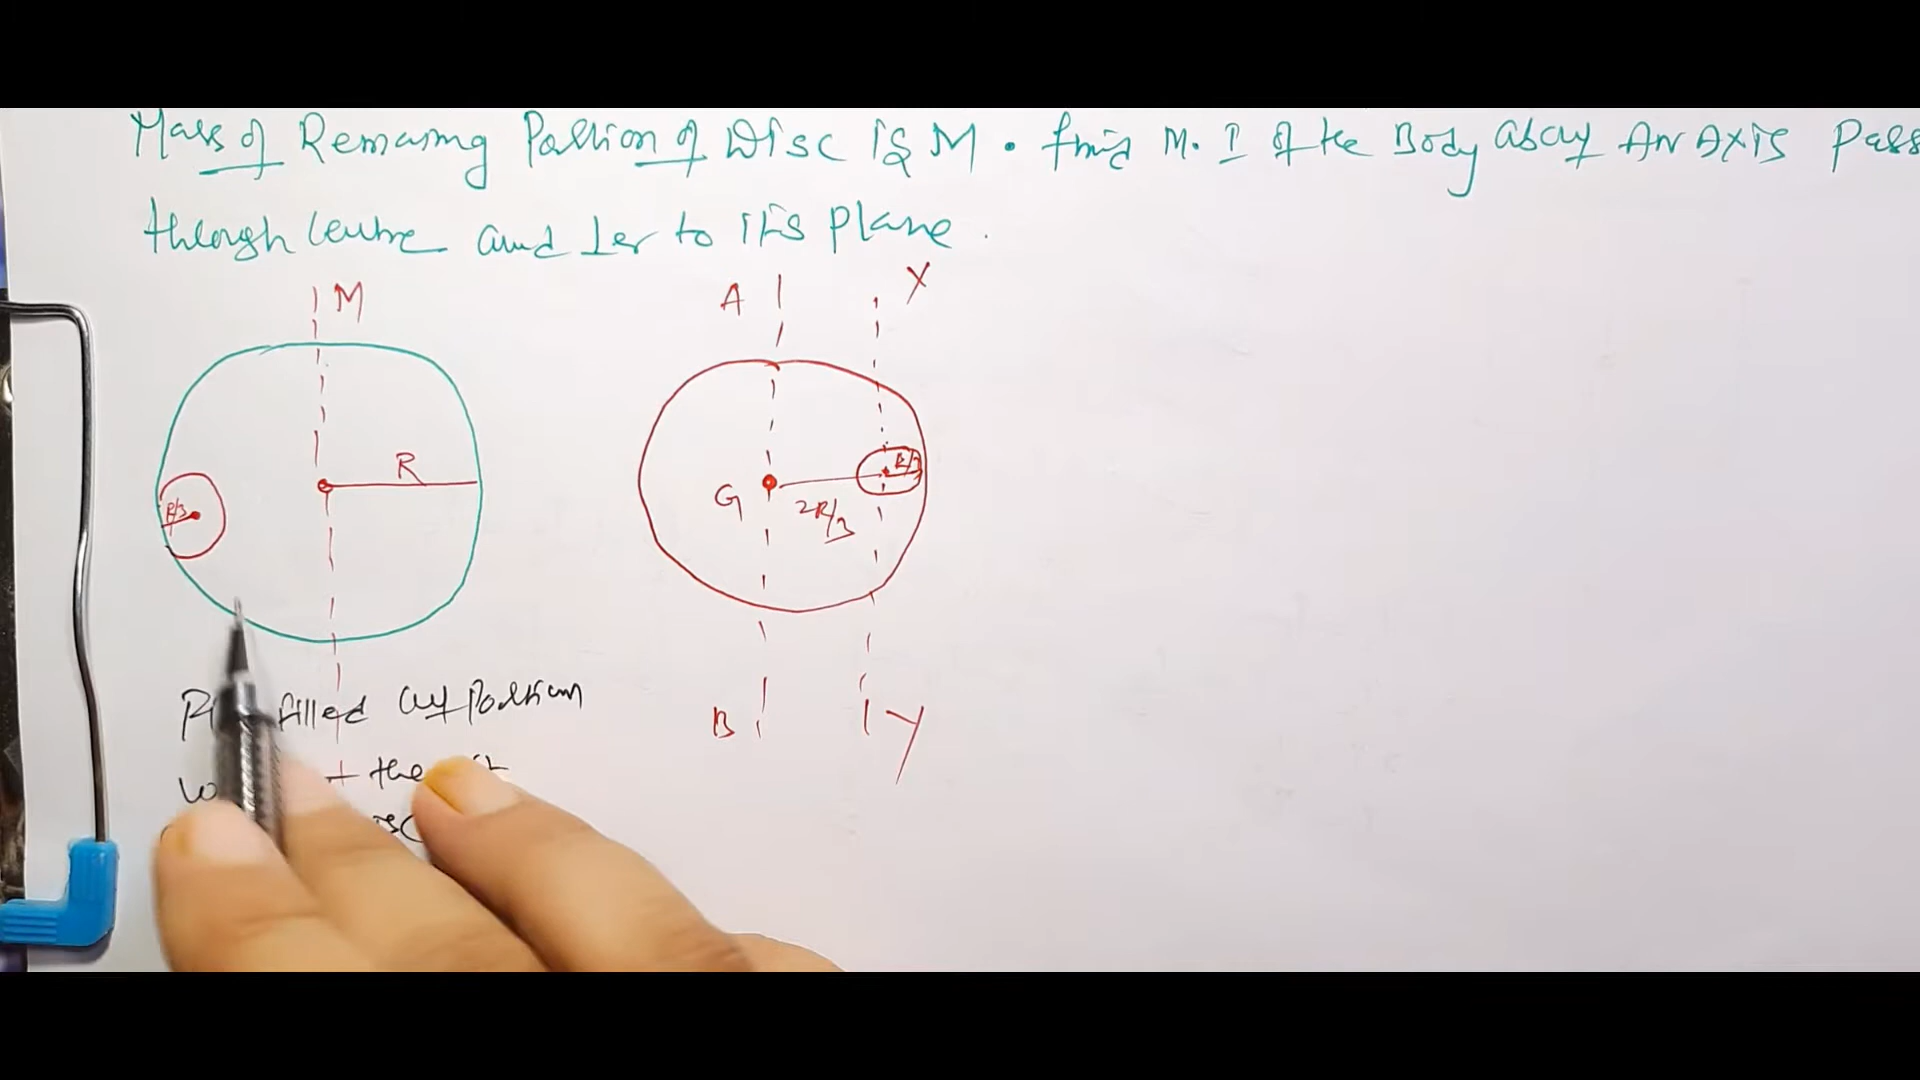 Mass of Remaining Portion of Disc is M. find M.I of the Body about An Axis Pass
through Centre and ⊥er to its plane.
M
A
X
R
R/3
G
2R/3
filled Cut Portion
the
B
Y